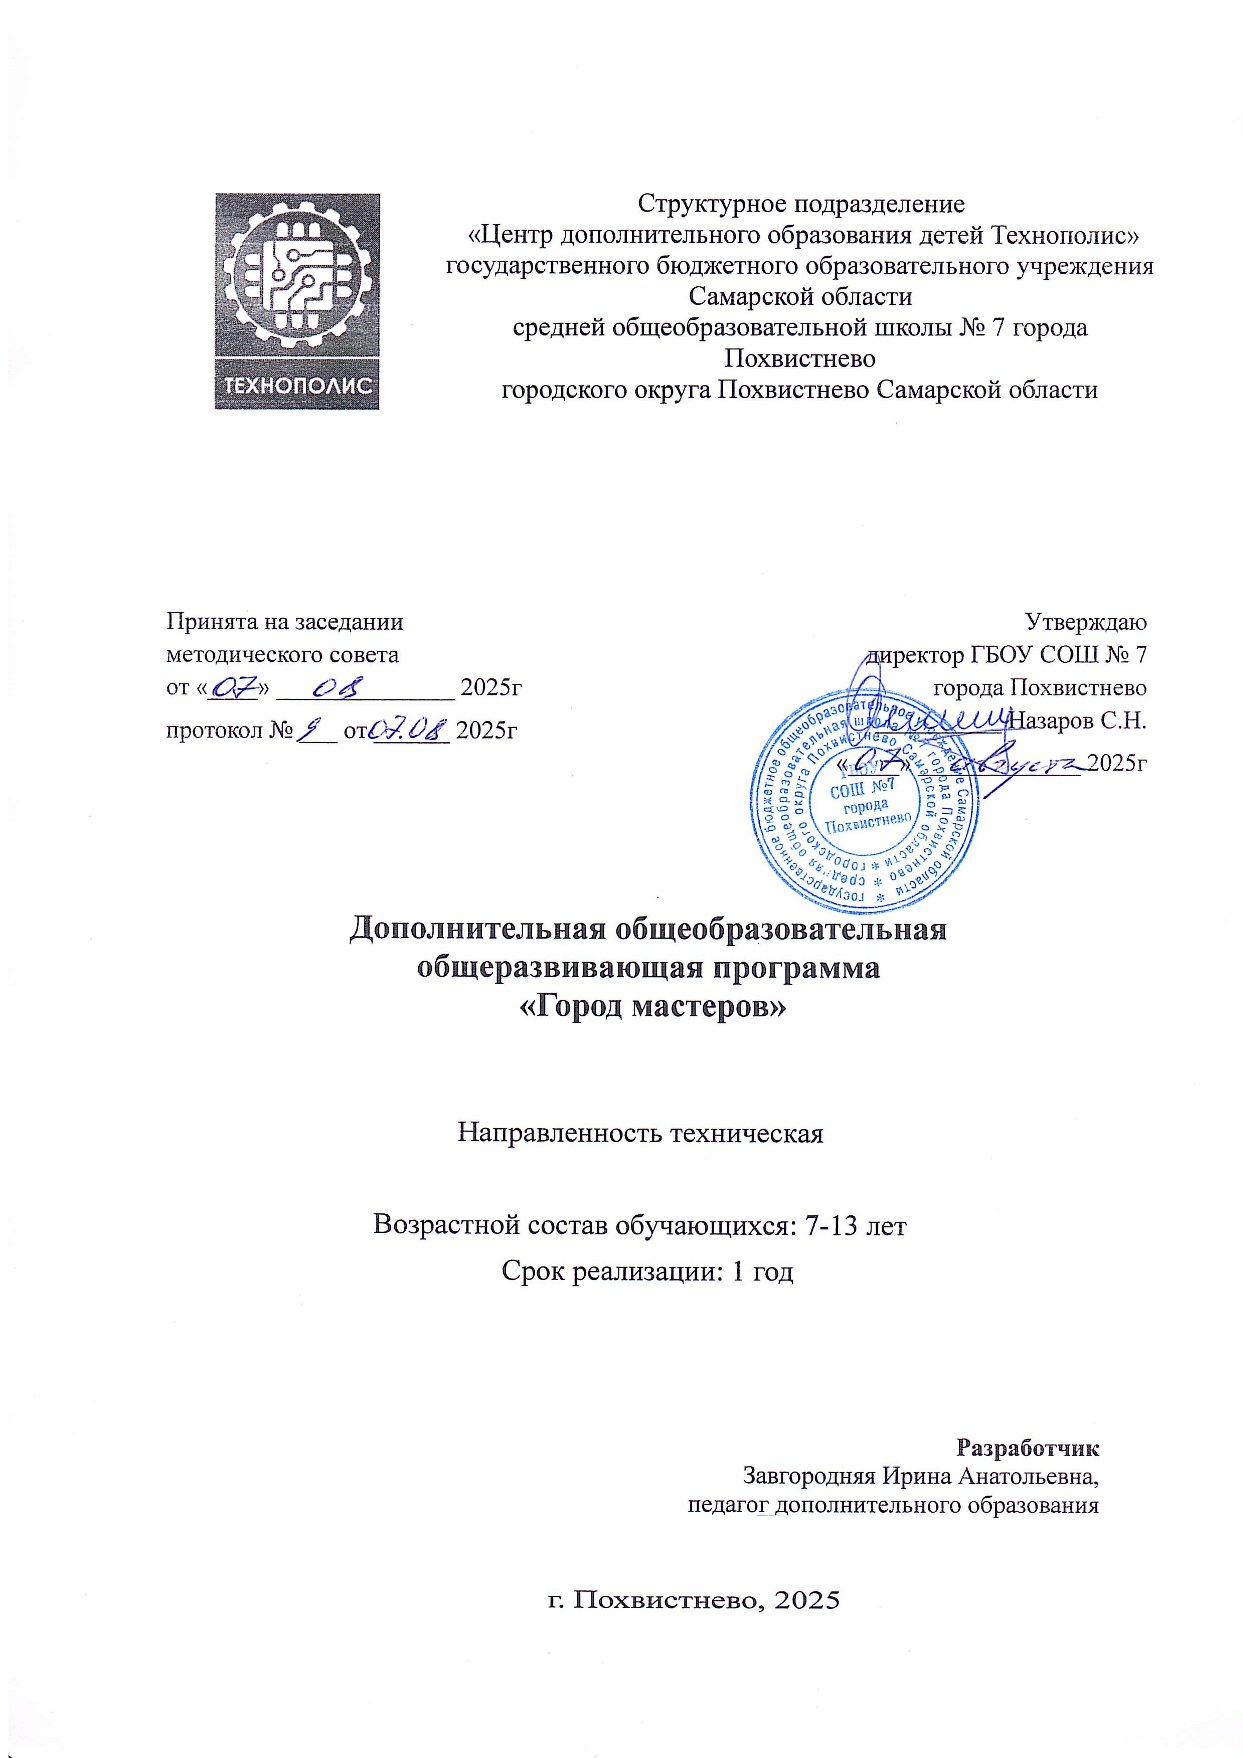 ТЕХНОПОЛИС
Структурное подразделение
«Центр дополнительного образования детей Технополис»
государственного бюджетного образовательного учреждения
Самарской области
средней общеобразовательной школы № 7 города
Похвистнево
городского округа Похвистнево Самарской области
Принята на заседании
методического совета
от «07» 08 2025г
протокол № 9 от 07.08 2025г
Утверждаю
директор ГБОУ СОШ № 7
города Похвистнево
Назаров С.Н.
«07» августа 2025г
ГБОУ
СОШ №7
города
Похвистнево
Дополнительная общеобразовательная
общеразвивающая программа
«Город мастеров»
Направленность техническая
Возрастной состав обучающихся: 7-13 лет
Срок реализации: 1 год
Разработчик
Завгородняя Ирина Анатольевна,
педагог дополнительного образования
г. Похвистнево, 2025